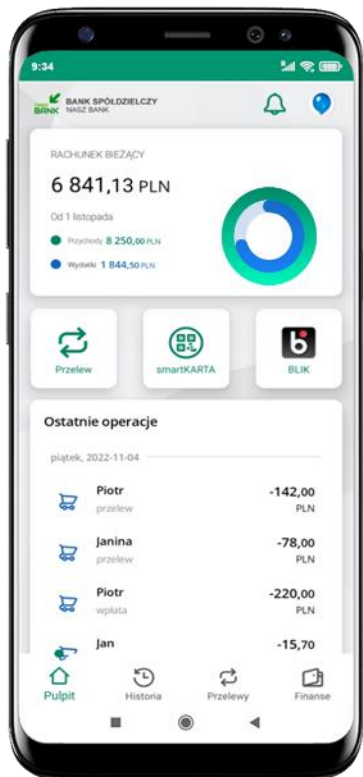 9:34
BANK
BANK SPÓŁDZIELCZY
NASZ BANK
RACHUNEK BIEŻĄCY
6 841,13 PLN
Od 1 listopada
Przychody 8 250,00 PLN
Wydatki 1 844,50 PLN
Przelew
smartKARTA
BLIK
Ostatnie operacje
piątek, 2022-11-04
Piotr -142,00
przelew PLN
Janina -78,00
przelew PLN
Piotr -220,00
wpłata PLN
Jan -15,70
Pulpit Historia Przelewy Finanse